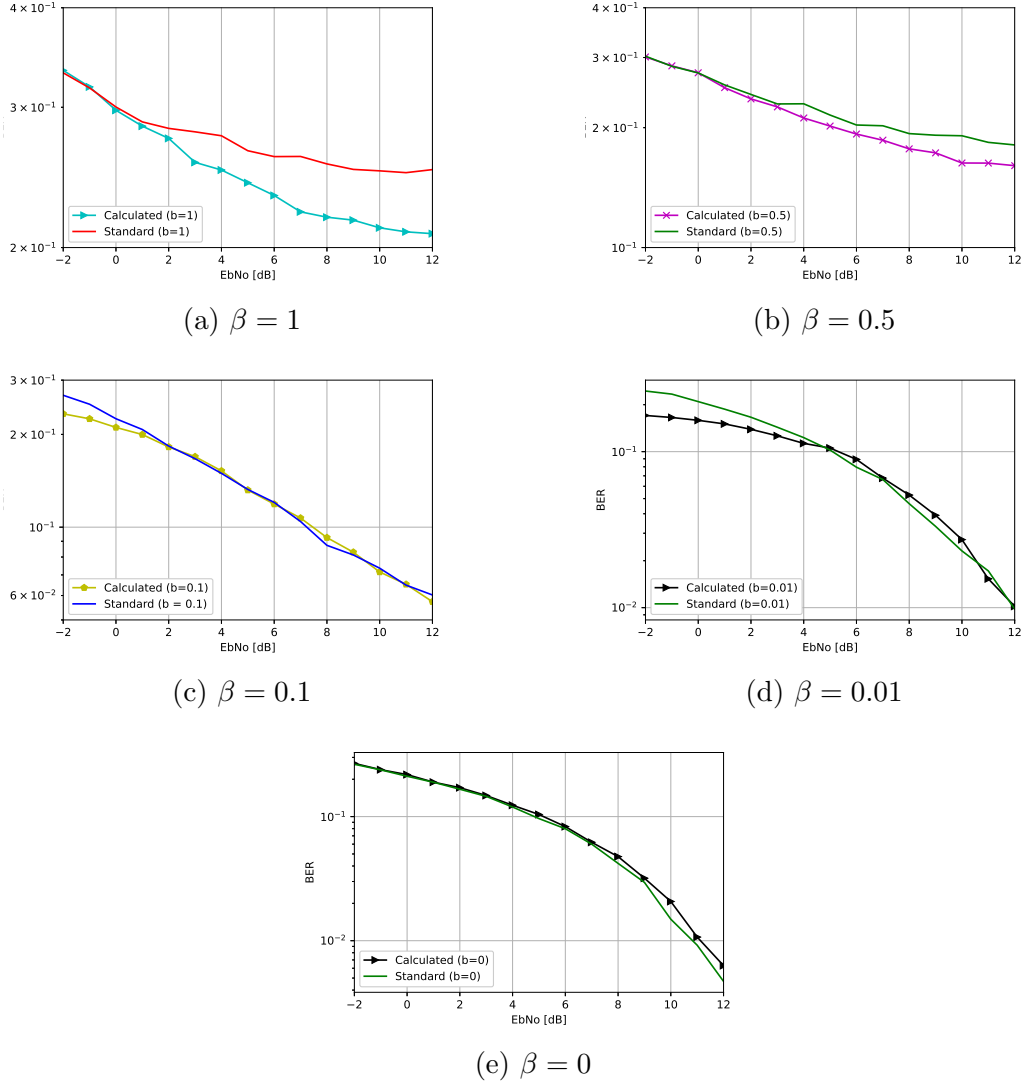 4 × 10⁻¹
3 × 10⁻¹
2 × 10⁻¹
Calculated (b=1)
Standard (b=1)
−2 0 2 4 6 8 10 12
EbNo [dB]
(a) β = 1
4 × 10⁻¹
3 × 10⁻¹
2 × 10⁻¹
10⁻¹
Calculated (b=0.5)
Standard (b=0.5)
−2 0 2 4 6 8 10 12
EbNo [dB]
(b) β = 0.5
3 × 10⁻¹
2 × 10⁻¹
10⁻¹
6 × 10⁻²
Calculated (b=0.1)
Standard (b = 0.1)
−2 0 2 4 6 8 10 12
EbNo [dB]
(c) β = 0.1
BER
10⁻¹
10⁻²
Calculated (b=0.01)
Standard (b=0.01)
−2 0 2 4 6 8 10 12
EbNo [dB]
(d) β = 0.01
BER
10⁻¹
10⁻²
Calculated (b=0)
Standard (b=0)
−2 0 2 4 6 8 10 12
EbNo [dB]
(e) β = 0